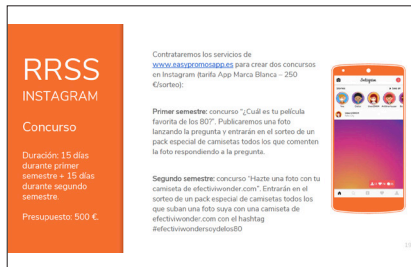 RRSS
INSTAGRAM
Concurso
Duración: 15 días
durante primer
semestre + 15 días
durante segundo
semestre.
Presupuesto: 500 €.
Contrataremos los servicios de
www.easypromosapp.es para crear dos concursos
en Instagram (tarifa App Marca Blanca – 250
€/sorteo):
Primer semestre: concurso "¿Cuál es tu película
favorita de los 80?". Publicaremos una foto
lanzando la pregunta y entrarán en el sorteo de un
pack especial de camisetas todos los que comenten
la foto respondiendo a la pregunta.
Segundo semestre: concurso "Hazte una foto con tu
camiseta de efectiviwonder.com". Entrarán en el
sorteo de un pack especial de camisetas todos los
que suban una foto suya con una camiseta de
efectiviwonder.com con el hashtag
#efectiviwondersoydelos80
Instagram